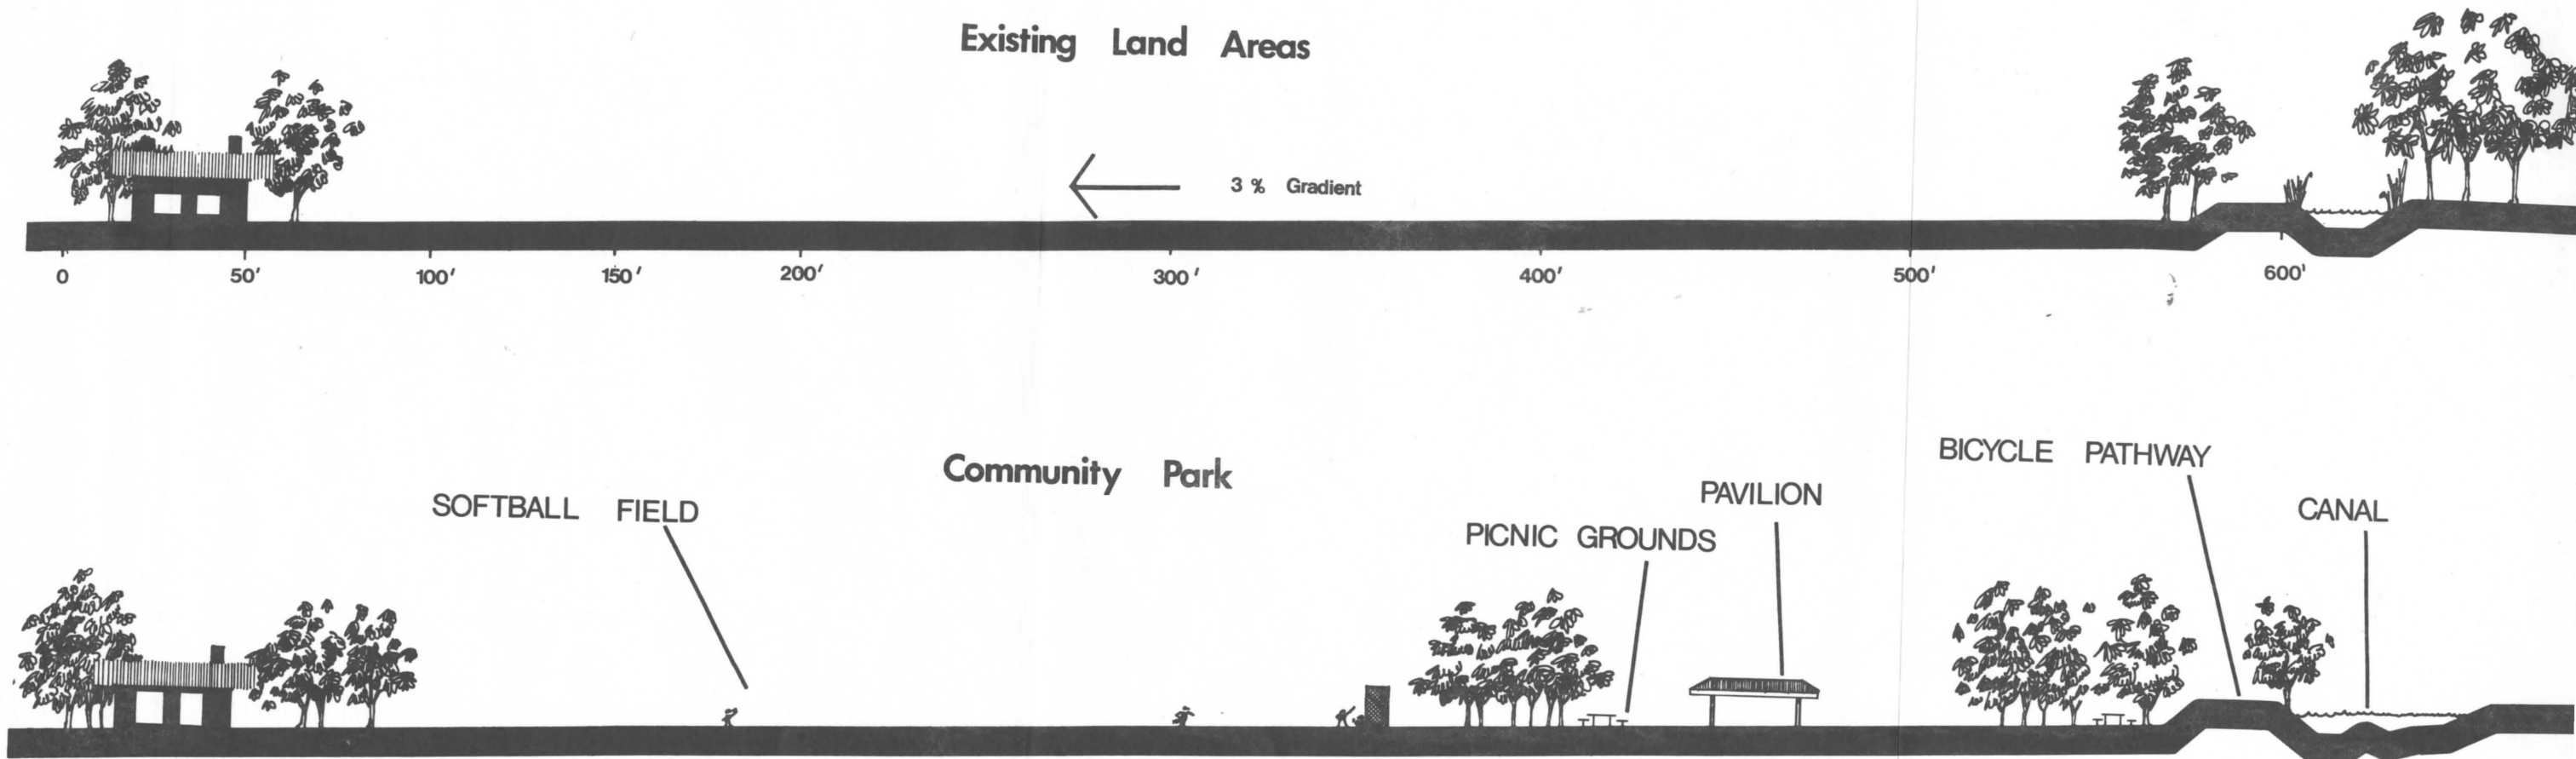 Existing Land Areas
3 % Gradient
0 50' 100' 150' 200' 300' 400' 500' 600'
Community Park
SOFTBALL FIELD
PICNIC GROUNDS
PAVILION
BICYCLE PATHWAY
CANAL